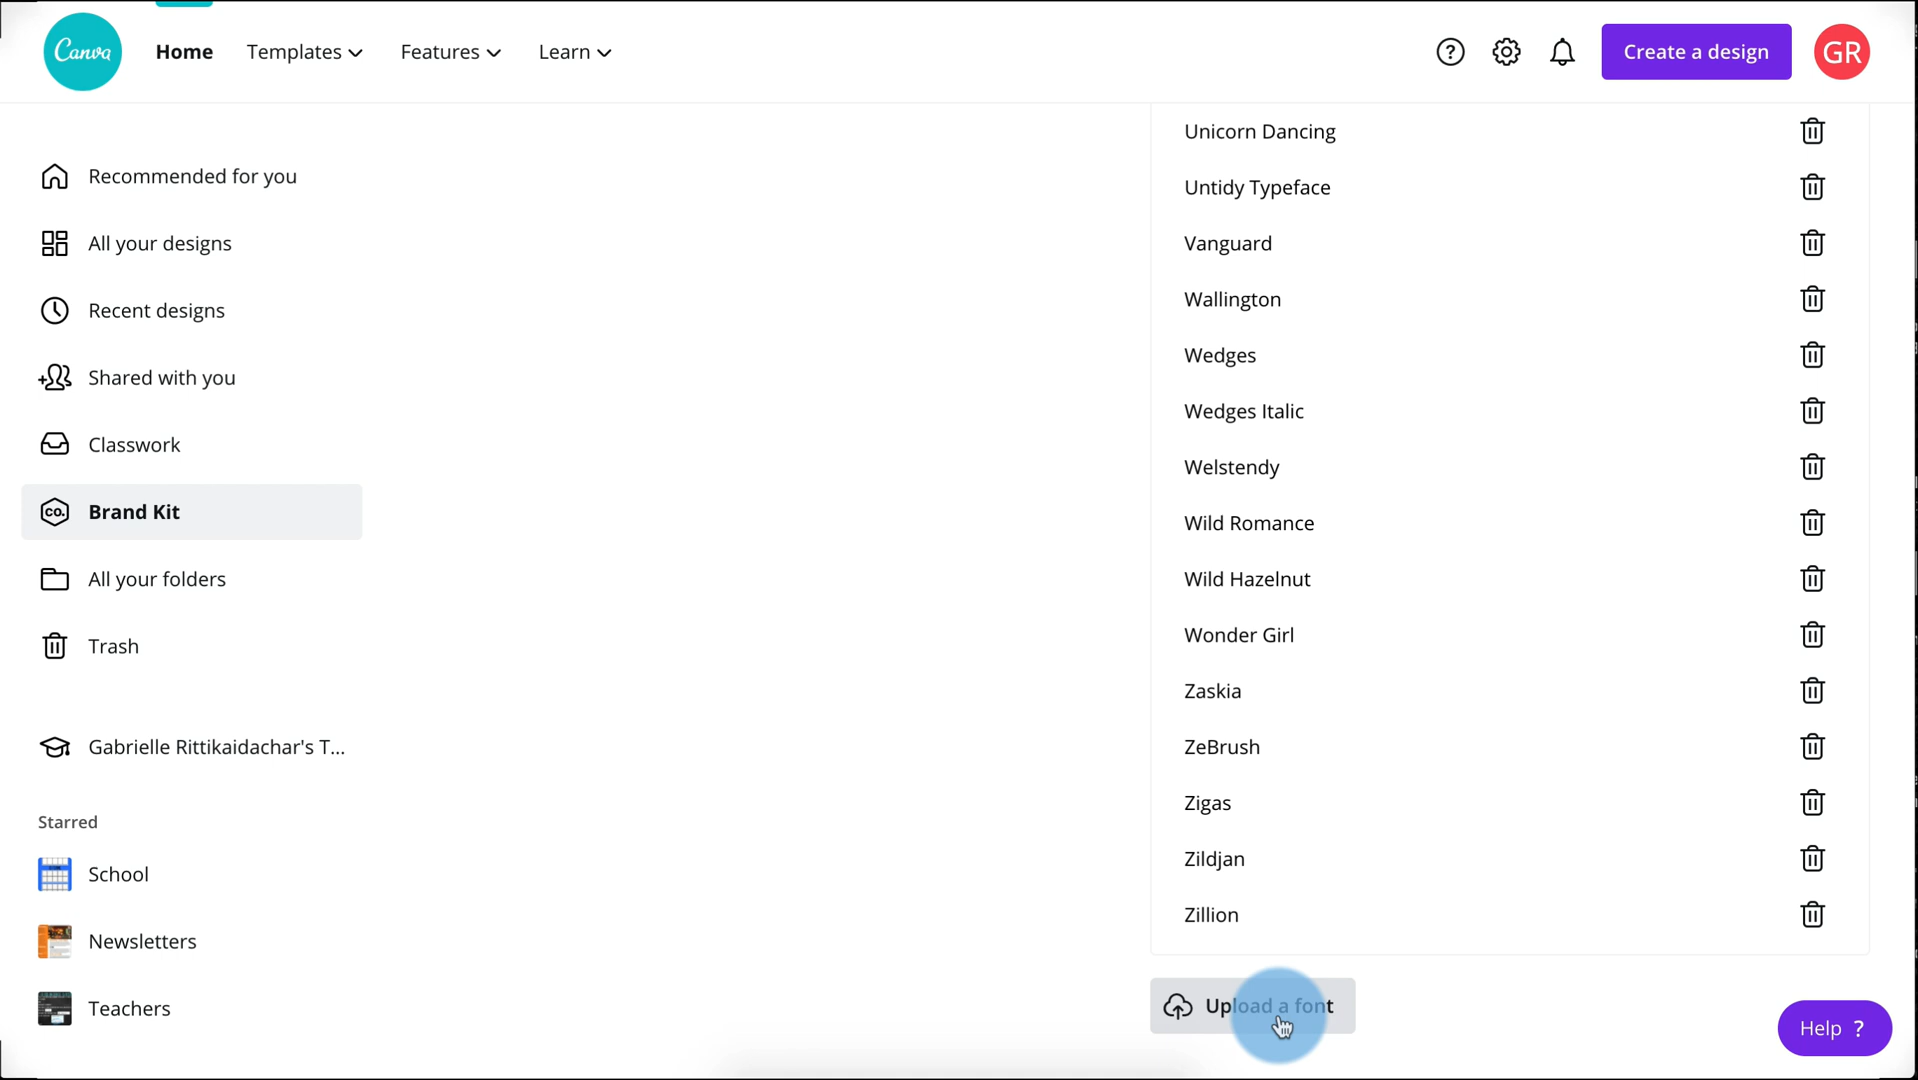 Canva
Home
Templates
Features
Learn
Create a design
GR
Recommended for you
All your designs
Recent designs
Shared with you
Classwork
CO.
Brand Kit
All your folders
Trash
Gabrielle Rittikaidachar's T...
Starred
School
Newsletters
Teachers
Unicorn Dancing
Untidy Typeface
Vanguard
Wallington
Wedges
Wedges Italic
Welstendy
Wild Romance
Wild Hazelnut
Wonder Girl
Zaskia
ZeBrush
Zigas
Zildjan
Zillion
Upload a font
Help ?